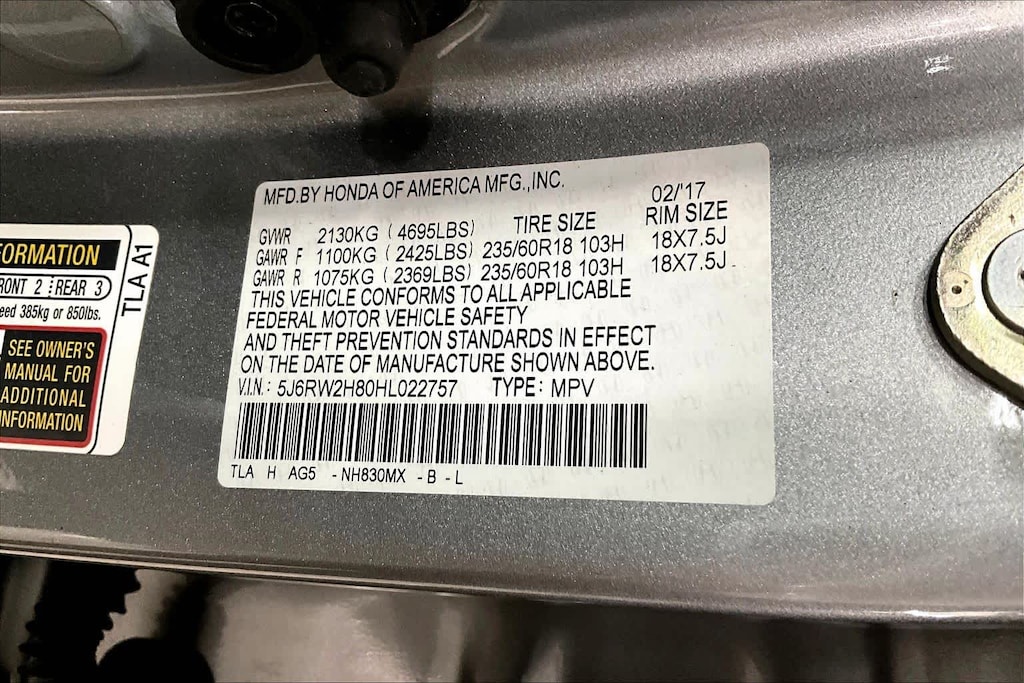 MFD.BY HONDA OF AMERICA MFG.,INC. 02/'17
GVWR 2130KG (4695LBS) TIRE SIZE RIM SIZE
GAWR F 1100KG (2425LBS) 235/60R18 103H 18X7.5J
GAWR R 1075KG (2369LBS) 235/60R18 103H 18X7.5J
THIS VEHICLE CONFORMS TO ALL APPLICABLE
FEDERAL MOTOR VEHICLE SAFETY
AND THEFT PREVENTION STANDARDS IN EFFECT
ON THE DATE OF MANUFACTURE SHOWN ABOVE.
V.I.N.: 5J6RW2H80HL022757 TYPE: MPV
TLA H AG5 -NH830MX -B -L
ORMATION
RONT 2 REAR 3
eed 385kg or 850lbs.
SEE OWNER'S
MANUAL FOR
ADDITIONAL
INFORMATION
TLA A1